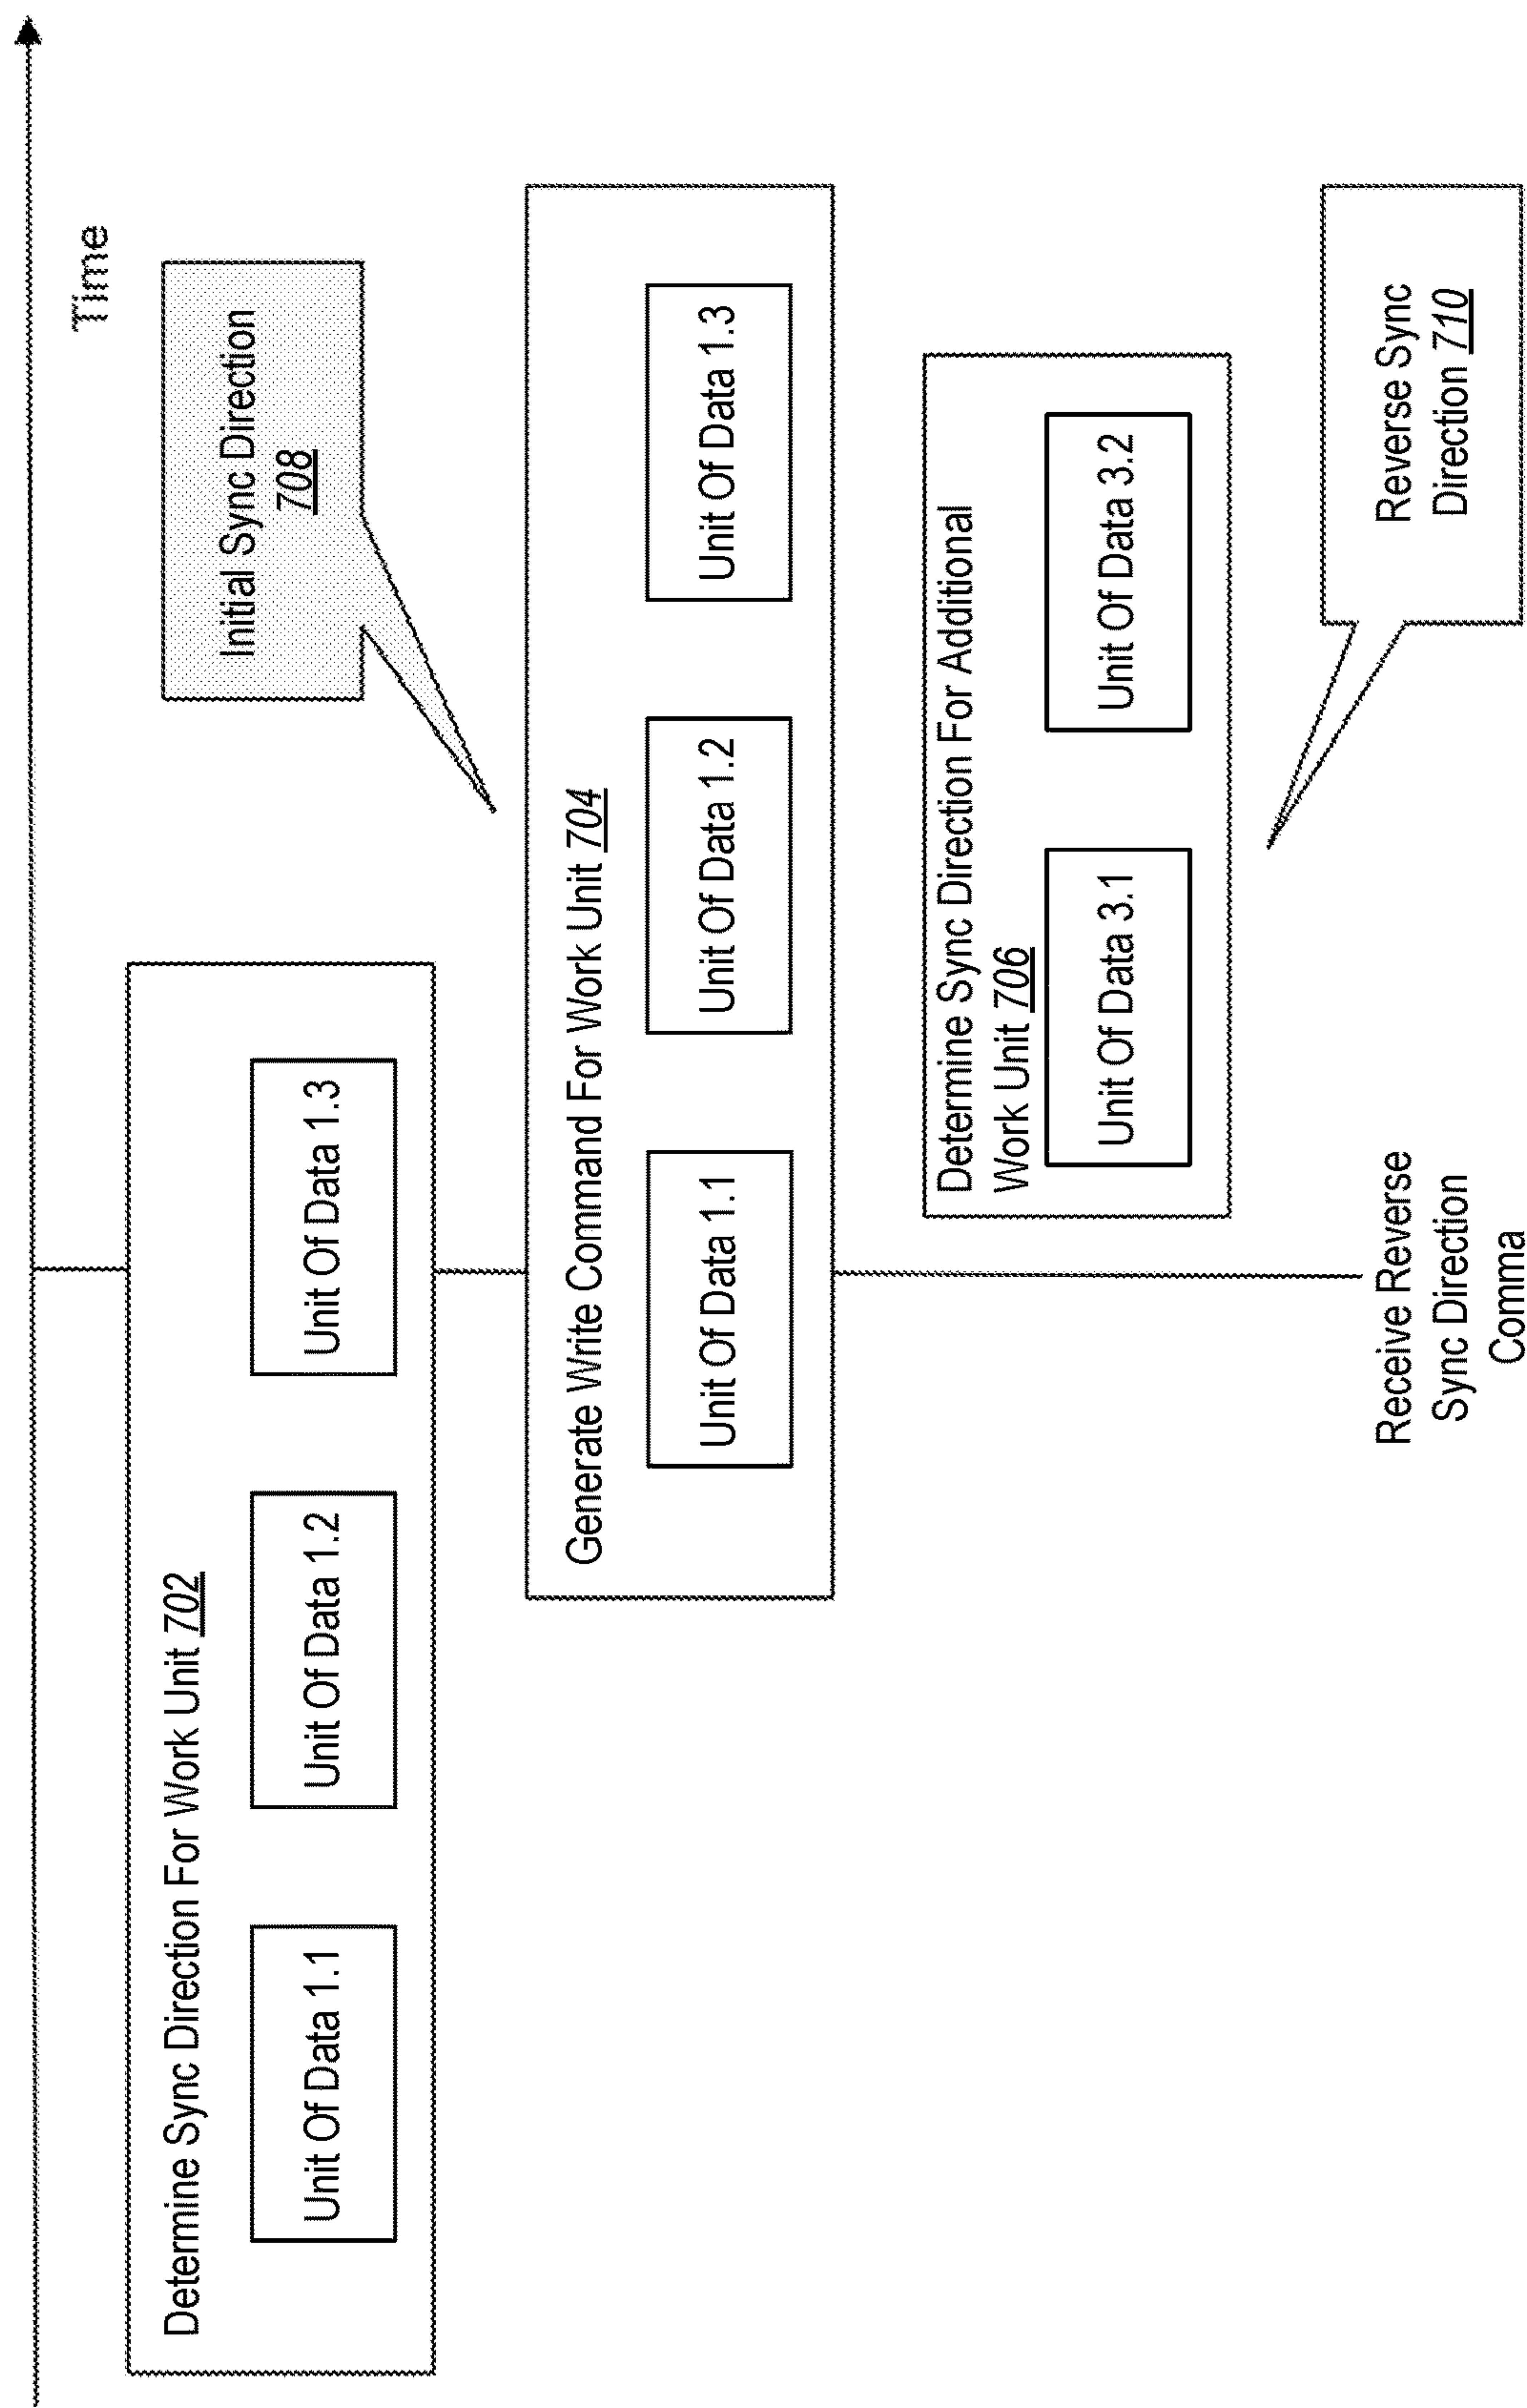 Time
Determine Sync Direction For Work Unit 702
Unit Of Data 1.1
Unit Of Data 1.2
Unit Of Data 1.3
Initial Sync Direction
708
Generate Write Command For Work Unit 704
Unit Of Data 1.1
Unit Of Data 1.2
Unit Of Data 1.3
Determine Sync Direction For Additional
Work Unit 706
Unit Of Data 3.1
Unit Of Data 3.2
Receive Reverse
Sync Direction
Comma
Reverse Sync
Direction 710